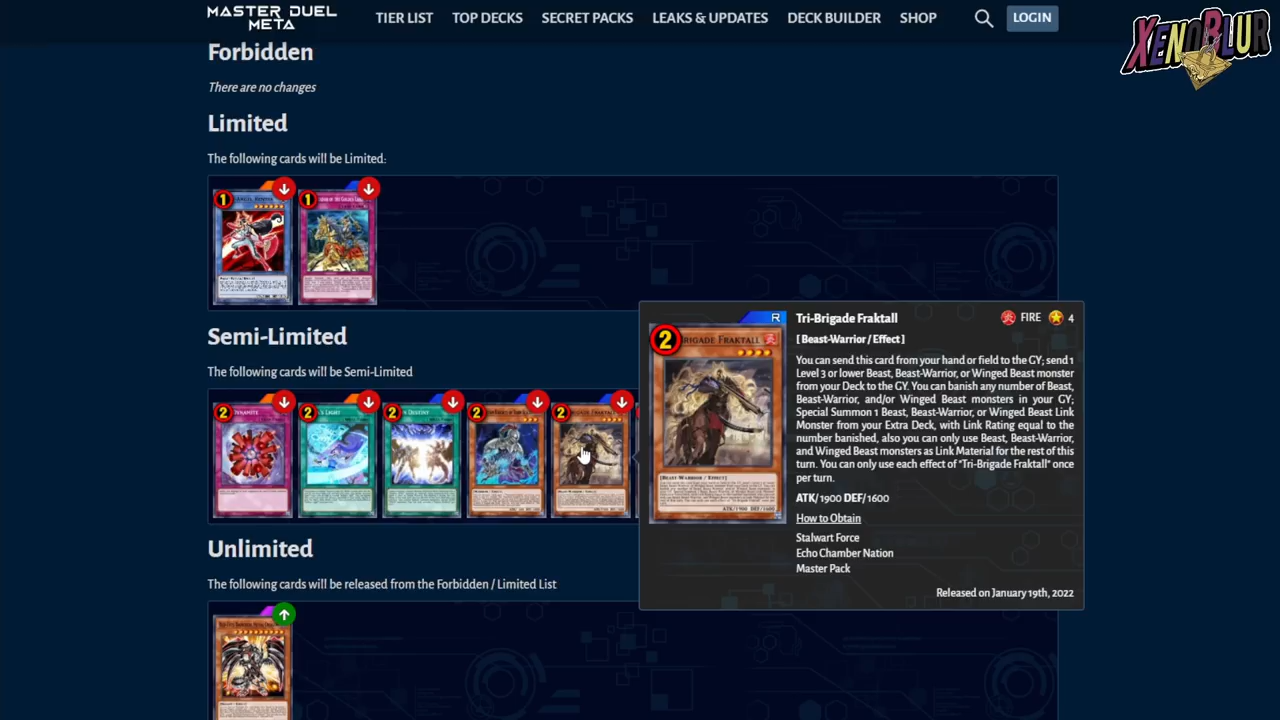 MASTER DUEL
META
TIER LIST
TOP DECKS
SECRET PACKS
LEAKS & UPDATES
DECK BUILDER
SHOP
LOGIN
XENOBLUR
Forbidden
There are no changes
Limited
The following cards will be Limited:
1
1
Semi-Limited
The following cards will be Semi-Limited
2
2
2
2
2
R
Tri-Brigade Fraktall
FIRE
4
[ Beast-Warrior / Effect ]
You can send this card from your hand or field to the GY; send 1
Level 3 or lower Beast, Beast-Warrior, or Winged Beast monster
from your Deck to the GY. You can banish any number of Beast,
Beast-Warrior, and/or Winged Beast monsters in your GY;
Special Summon 1 Beast, Beast-Warrior, or Winged Beast Link
Monster from your Extra Deck, with Link Rating equal to the
number banished, also you can only use Beast, Beast-Warrior,
and Winged Beast monsters as Link Material for the rest of this
turn. You can only use each effect of "Tri-Brigade Fraktall" once
per turn.
ATK/ 1900 DEF/ 1600
How to Obtain
Stalwart Force
Echo Chamber Nation
Master Pack
Released on January 19th, 2022
2
BRIGADE FRAKTALL
[BEAST-WARRIOR / EFFECT]
ATK/1900 DEF/1600
Unlimited
The following cards will be released from the Forbidden / Limited List